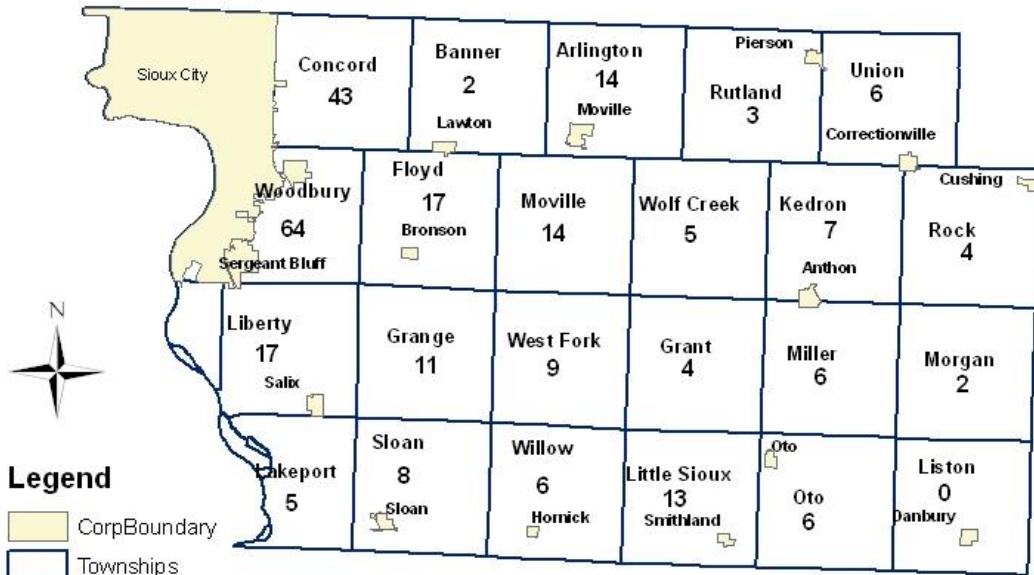 Sioux City
Concord
43
Banner
2
Lawton
Arlington
14
Moville
Pierson
Rutland
3
Union
6
Correctionville
Woodbury
64
Sergeant Bluff
Floyd
17
Bronson
Moville
14
Wolf Creek
5
Kedron
7
Anthon
Cushing
Rock
4
N
Liberty
17
Salix
Grange
11
West Fork
9
Grant
4
Miller
6
Morgan
2
Lakeport
5
Sloan
8
Sloan
Willow
6
Hornick
Little Sioux
13
Smithland
Oto
Oto
6
Liston
0
Danbury
Legend
CorpBoundary
Townships